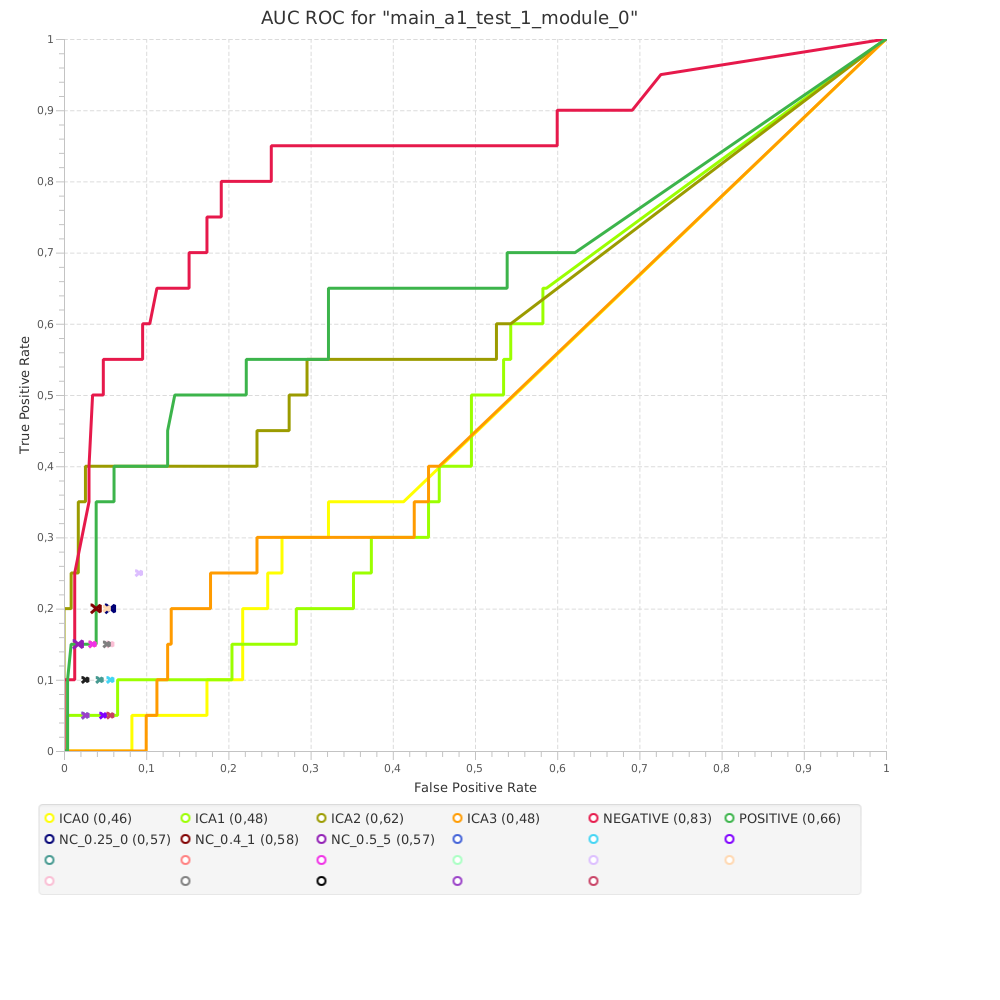 AUC ROC for "main_a1_test_1_module_0"
1
0,9
0,8
0,7
0,6
0,5
0,4
0,3
0,2
0,1
0
True Positive Rate
0 0,1 0,2 0,3 0,4 0,5 0,6 0,7 0,8 0,9 1
False Positive Rate
ICA0 (0,46) ICA1 (0,48) ICA2 (0,62) ICA3 (0,48) NEGATIVE (0,83) POSITIVE (0,66)
NC_0.25_0 (0,57) NC_0.4_1 (0,58) NC_0.5_5 (0,57)